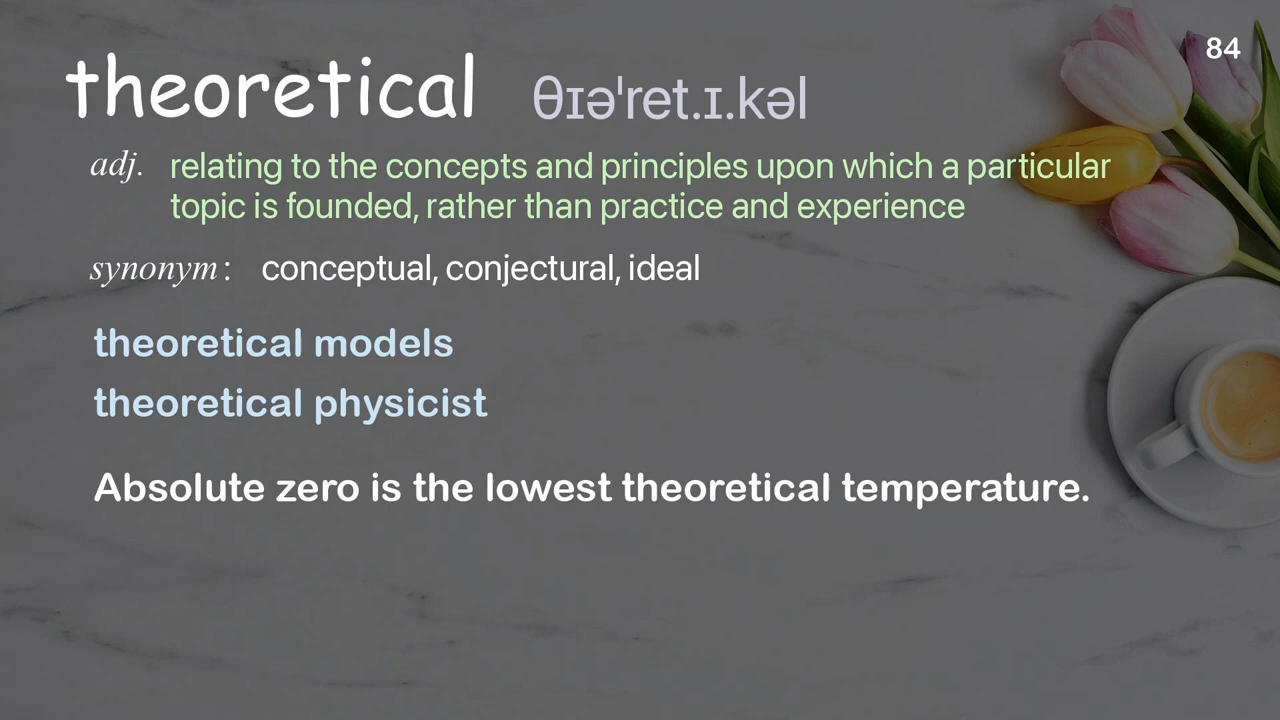 84
theoretical θɪəˈret.ɪ.kəl
adj. relating to the concepts and principles upon which a particular
topic is founded, rather than practice and experience
synonym : conceptual, conjectural, ideal
theoretical models
theoretical physicist
Absolute zero is the lowest theoretical temperature.